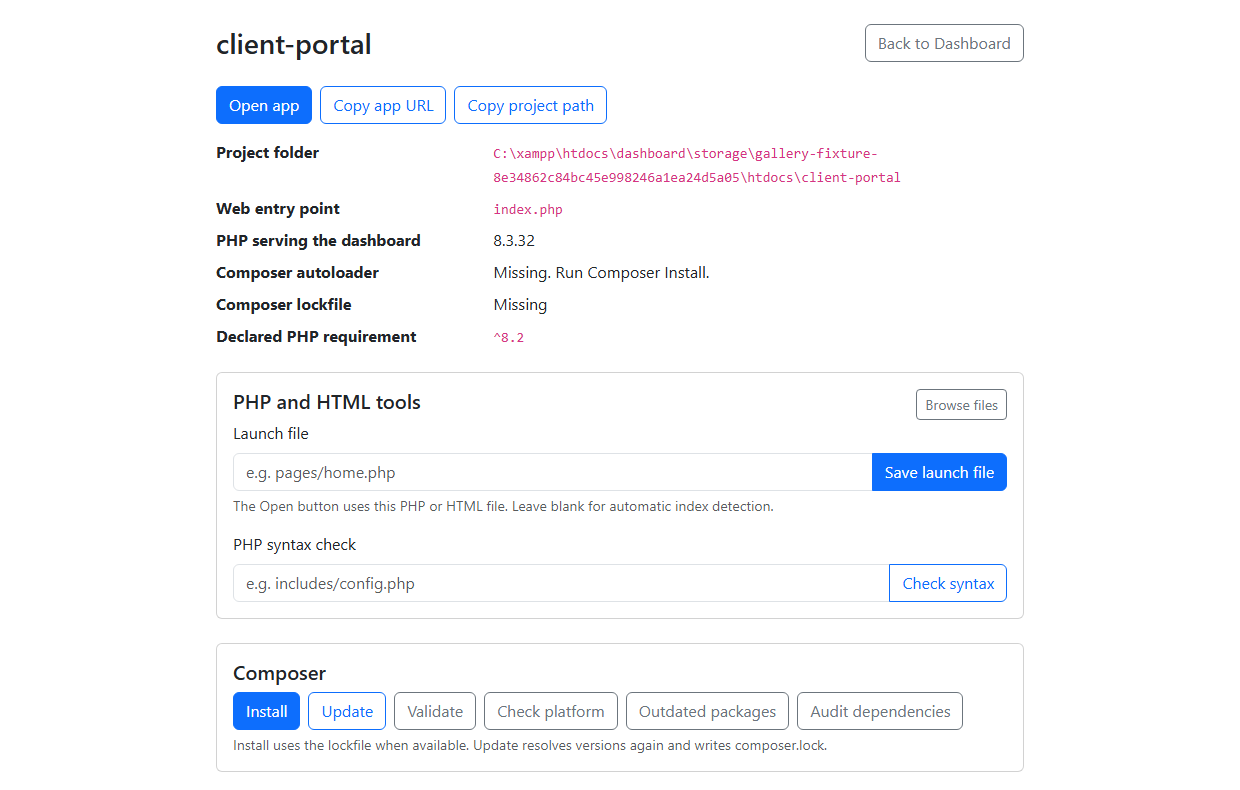 client-portal
Back to Dashboard
Open app
Copy app URL
Copy project path
Project folder
C:\xampp\htdocs\dashboard\storage\gallery-fixture-
8e34862c84bc45e998246a1ea24d5a05\htdocs\client-portal
Web entry point
index.php
PHP serving the dashboard
8.3.32
Composer autoloader
Missing. Run Composer Install.
Composer lockfile
Missing
Declared PHP requirement
^8.2
PHP and HTML tools
Browse files
Launch file
e.g. pages/home.php
Save launch file
The Open button uses this PHP or HTML file. Leave blank for automatic index detection.
PHP syntax check
e.g. includes/config.php
Check syntax
Composer
Install
Update
Validate
Check platform
Outdated packages
Audit dependencies
Install uses the lockfile when available. Update resolves versions again and writes composer.lock.